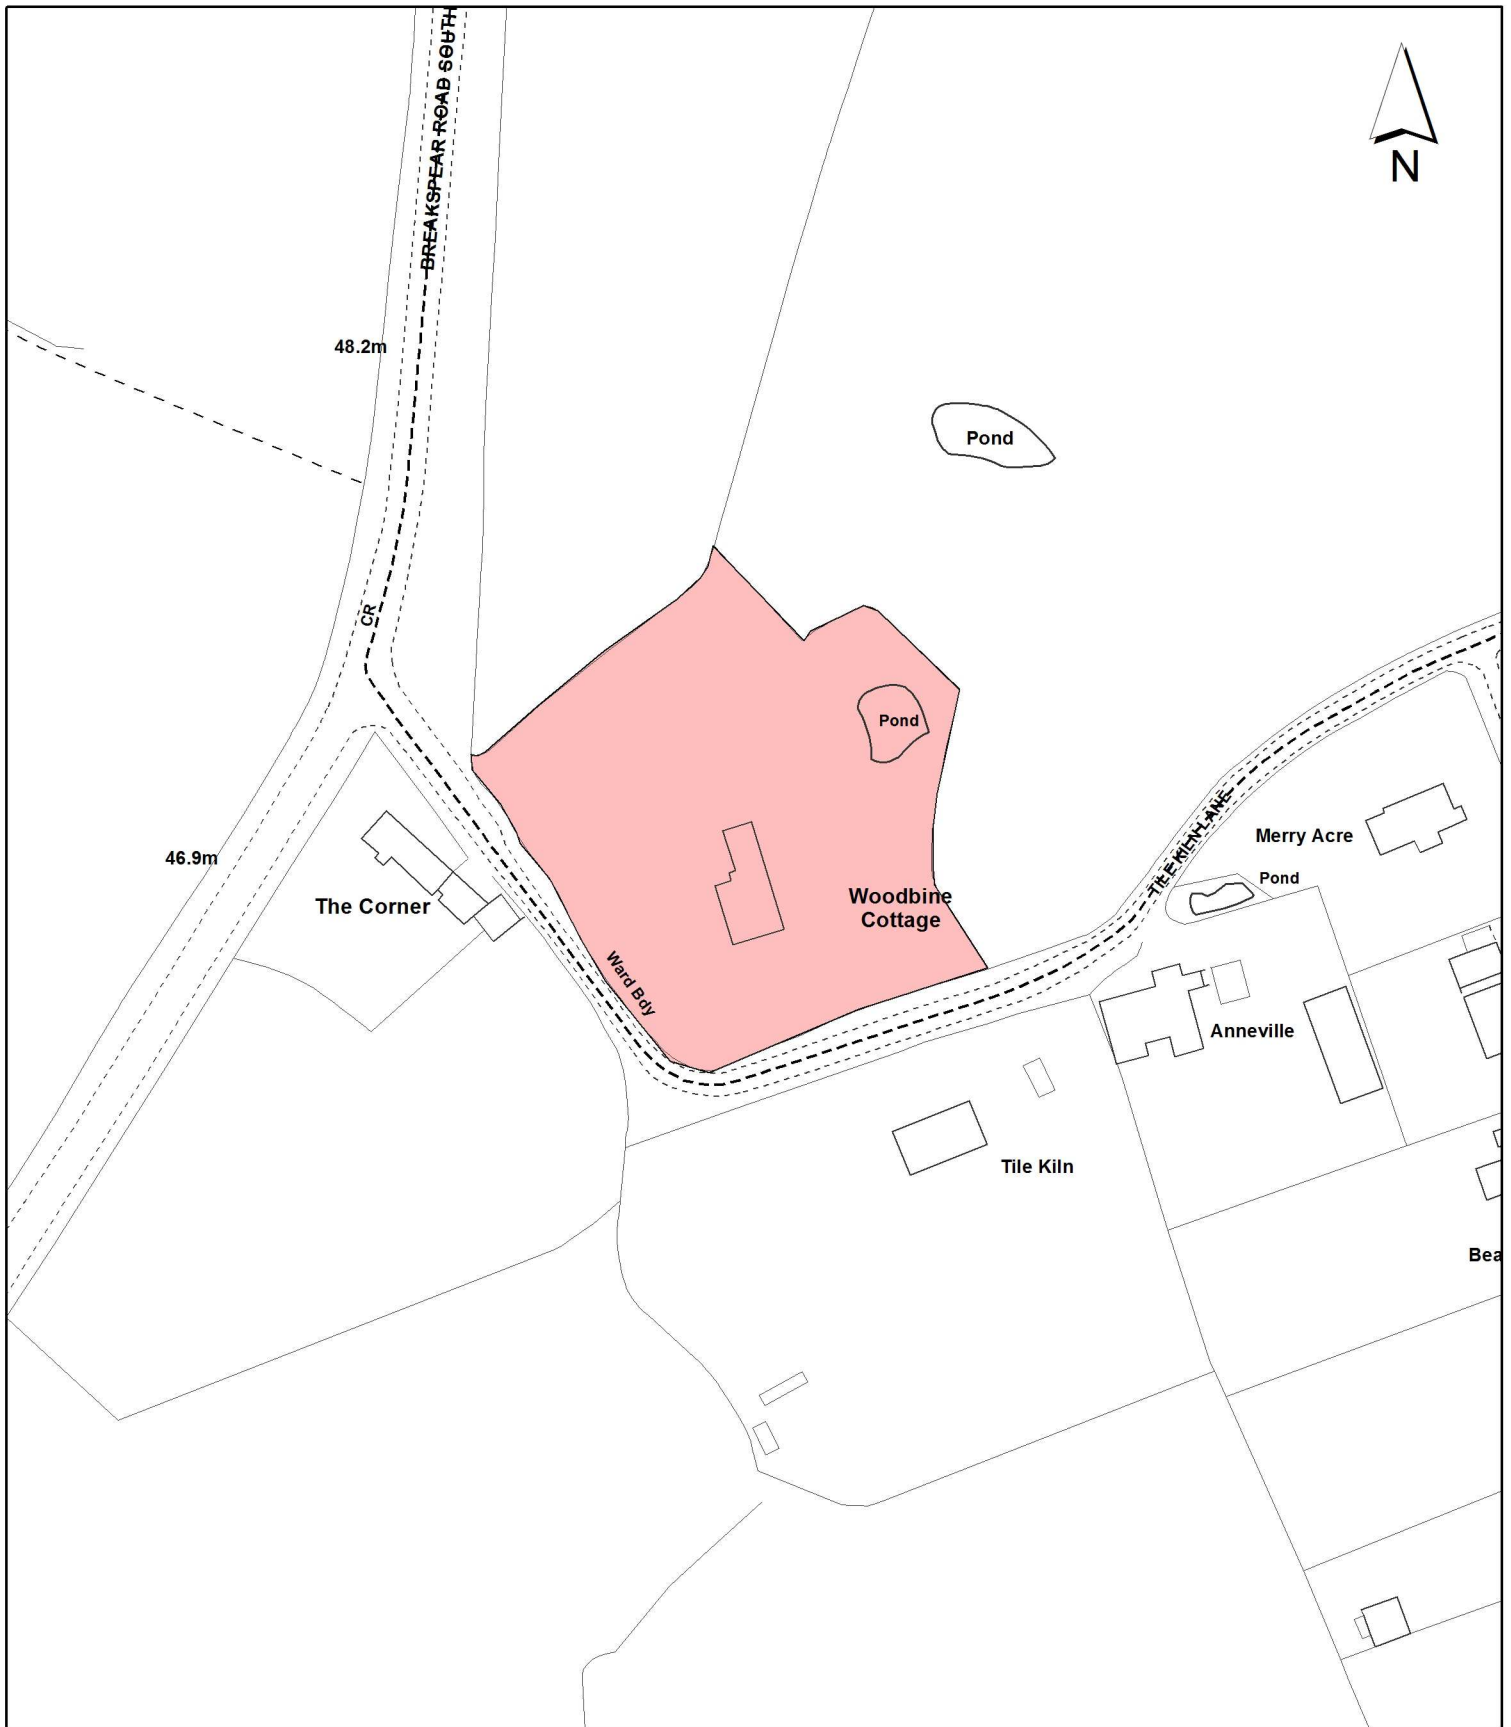 BREAKSPEAR ROAD SOUTH
N
48.2m
Pond
CR
Pond
TILE KILN LANE
Merry Acre
46.9m
Pond
The Corner
Woodbine
Cottage
Ward Bdy
Anneville
Tile Kiln
Bea